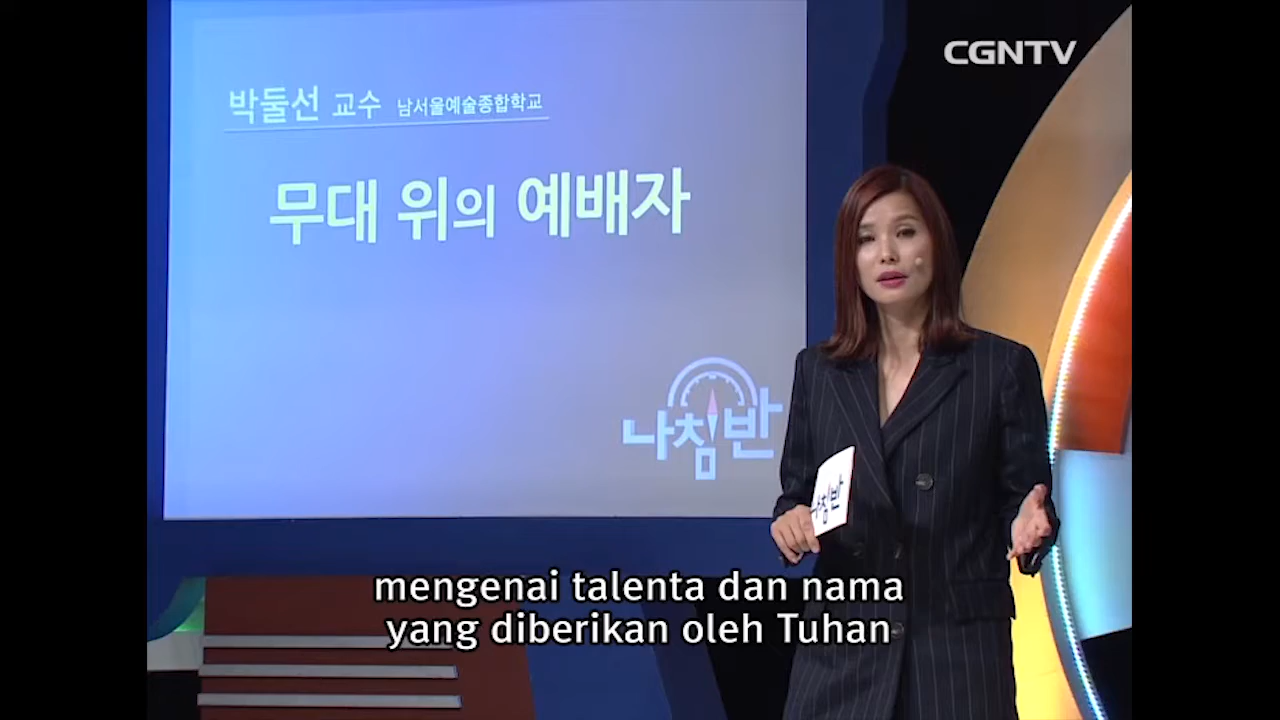 CGNTV
박둘선 교수 남서울예술종합학교
무대 위의 예배자
나침반
나침반
mengenai talenta dan nama
yang diberikan oleh Tuhan